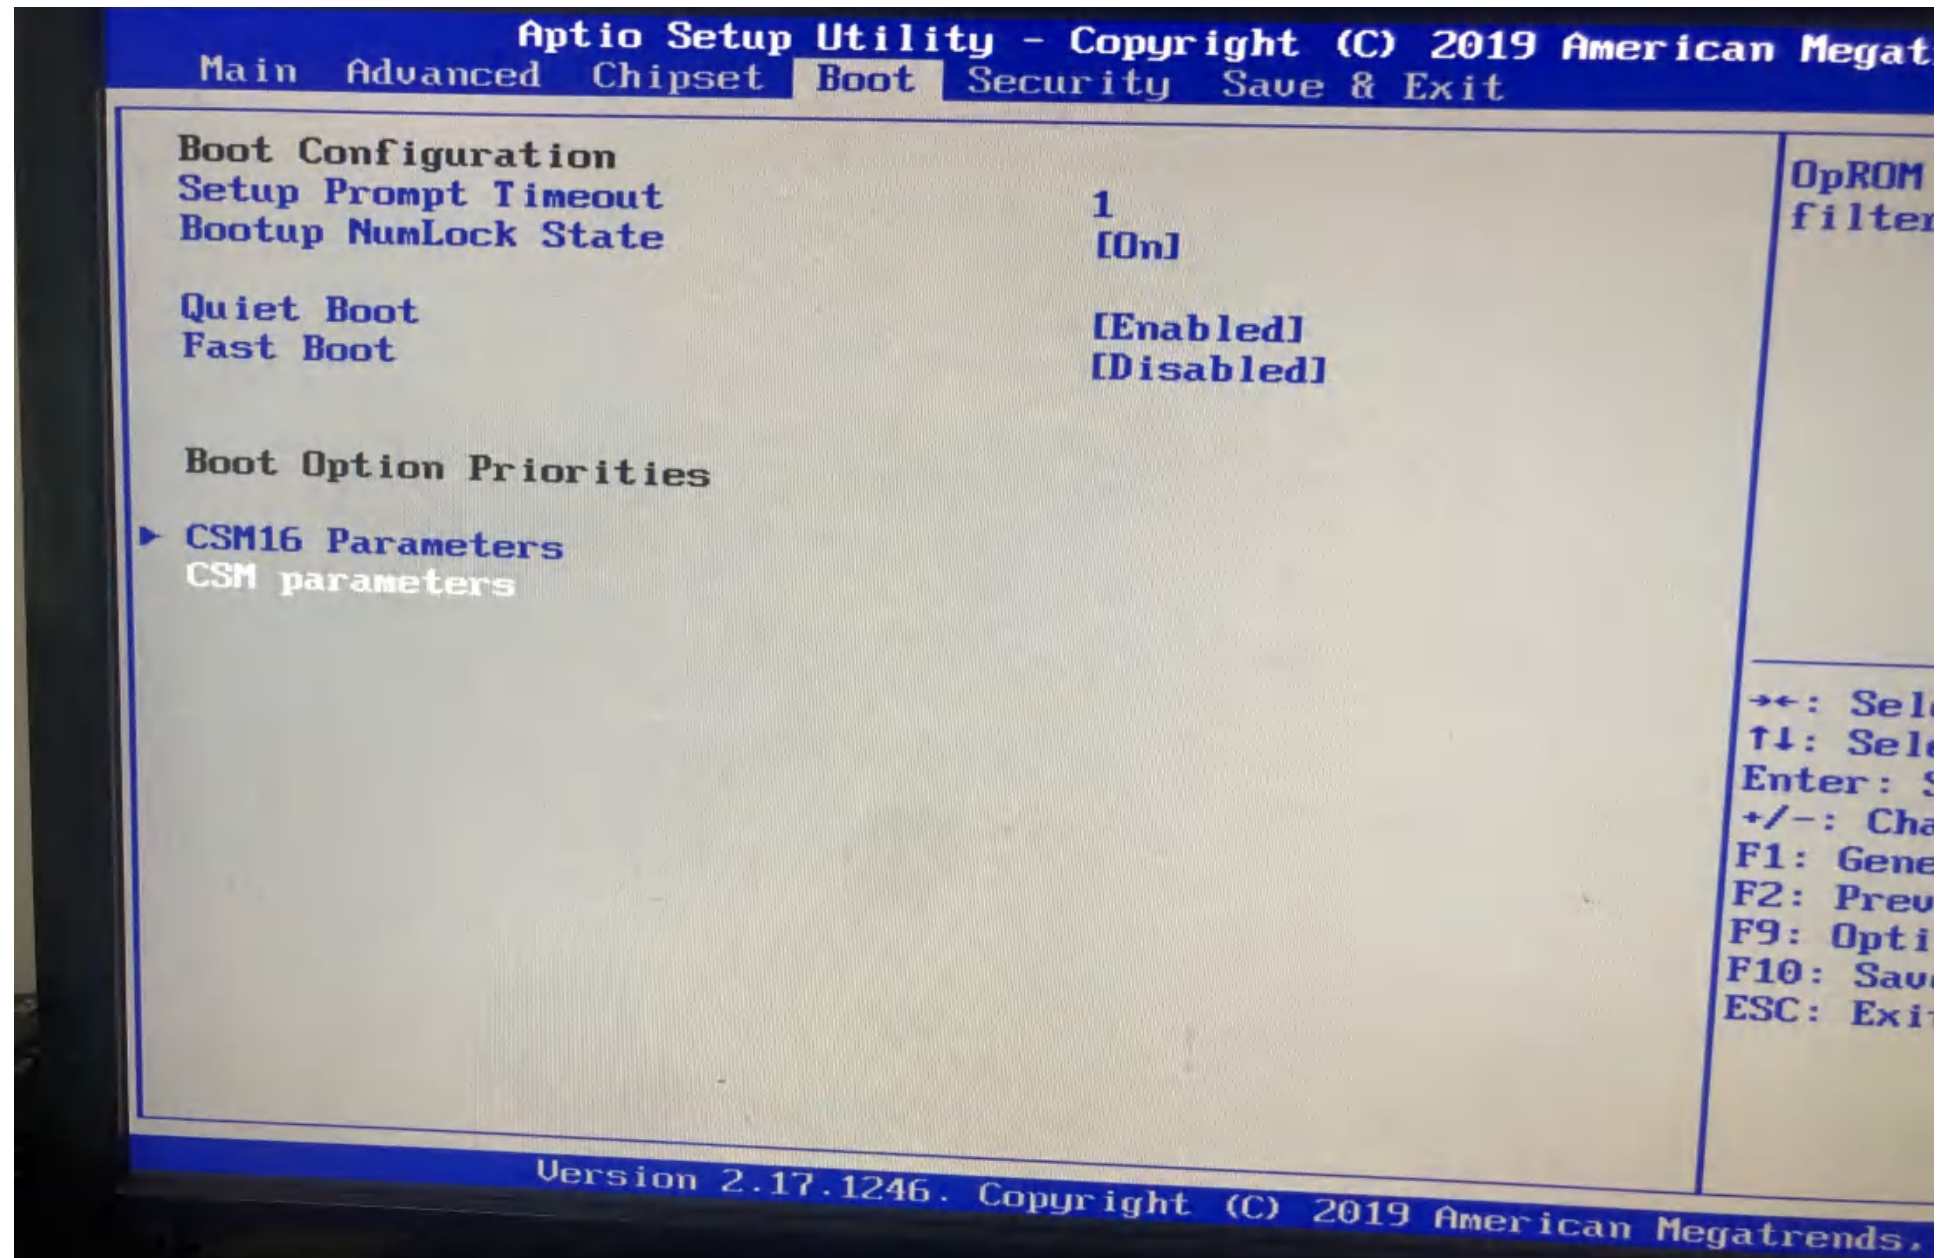 Aptio Setup Utility - Copyright (C) 2019 American
Main Advanced Chipset Boot Security Save & Exit
Boot Configuration
Setup Prompt Timeout 1
Bootup NumLock State [On]
Quiet Boot [Enabled]
Fast Boot [Disabled]
Boot Option Priorities
► CSM16 Parameters
CSM parameters
OpROM
filter
→←:
↑↓:
Enter:
+/-:
F1:
F2:
F9:
F10:
ESC:
Version 2.17.1246. Copyright (C) 2019 American Megatrends,